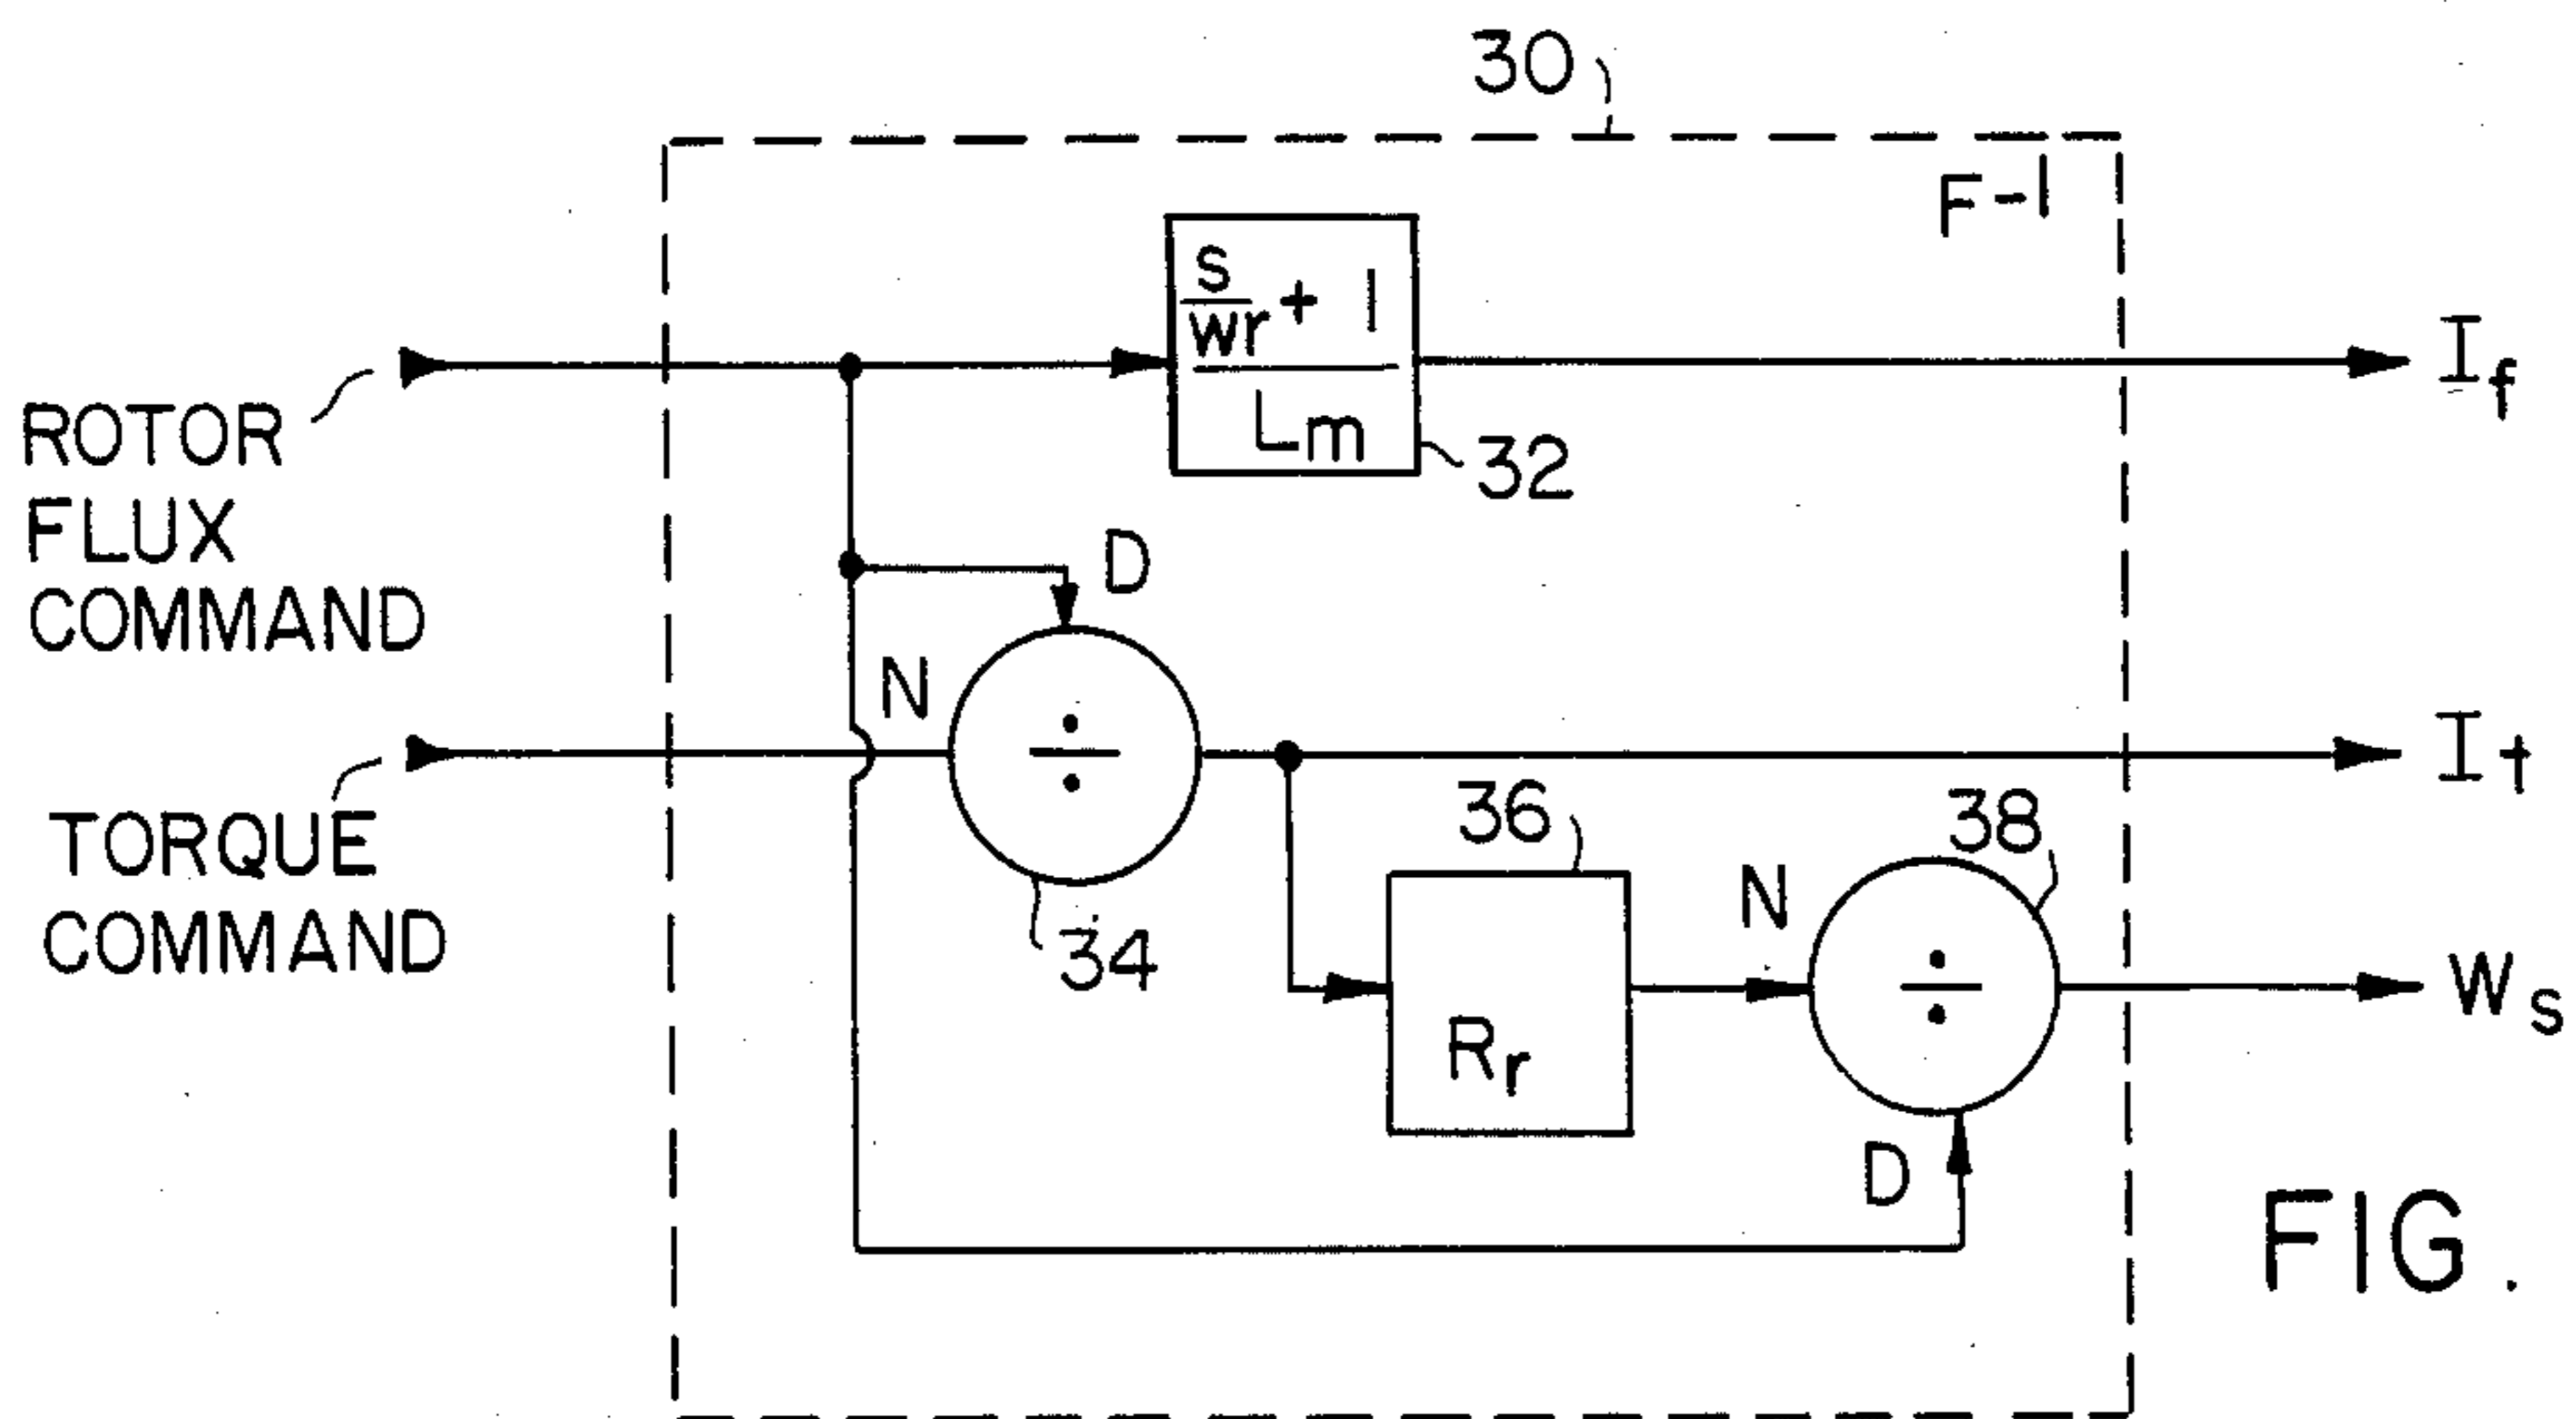 30
F-1
S
wr + 1
Lm
32
If
ROTOR
FLUX
COMMAND
D
N
÷
34
It
TORQUE
COMMAND
36
Rr
38
N
÷
D
Ws
FIG.